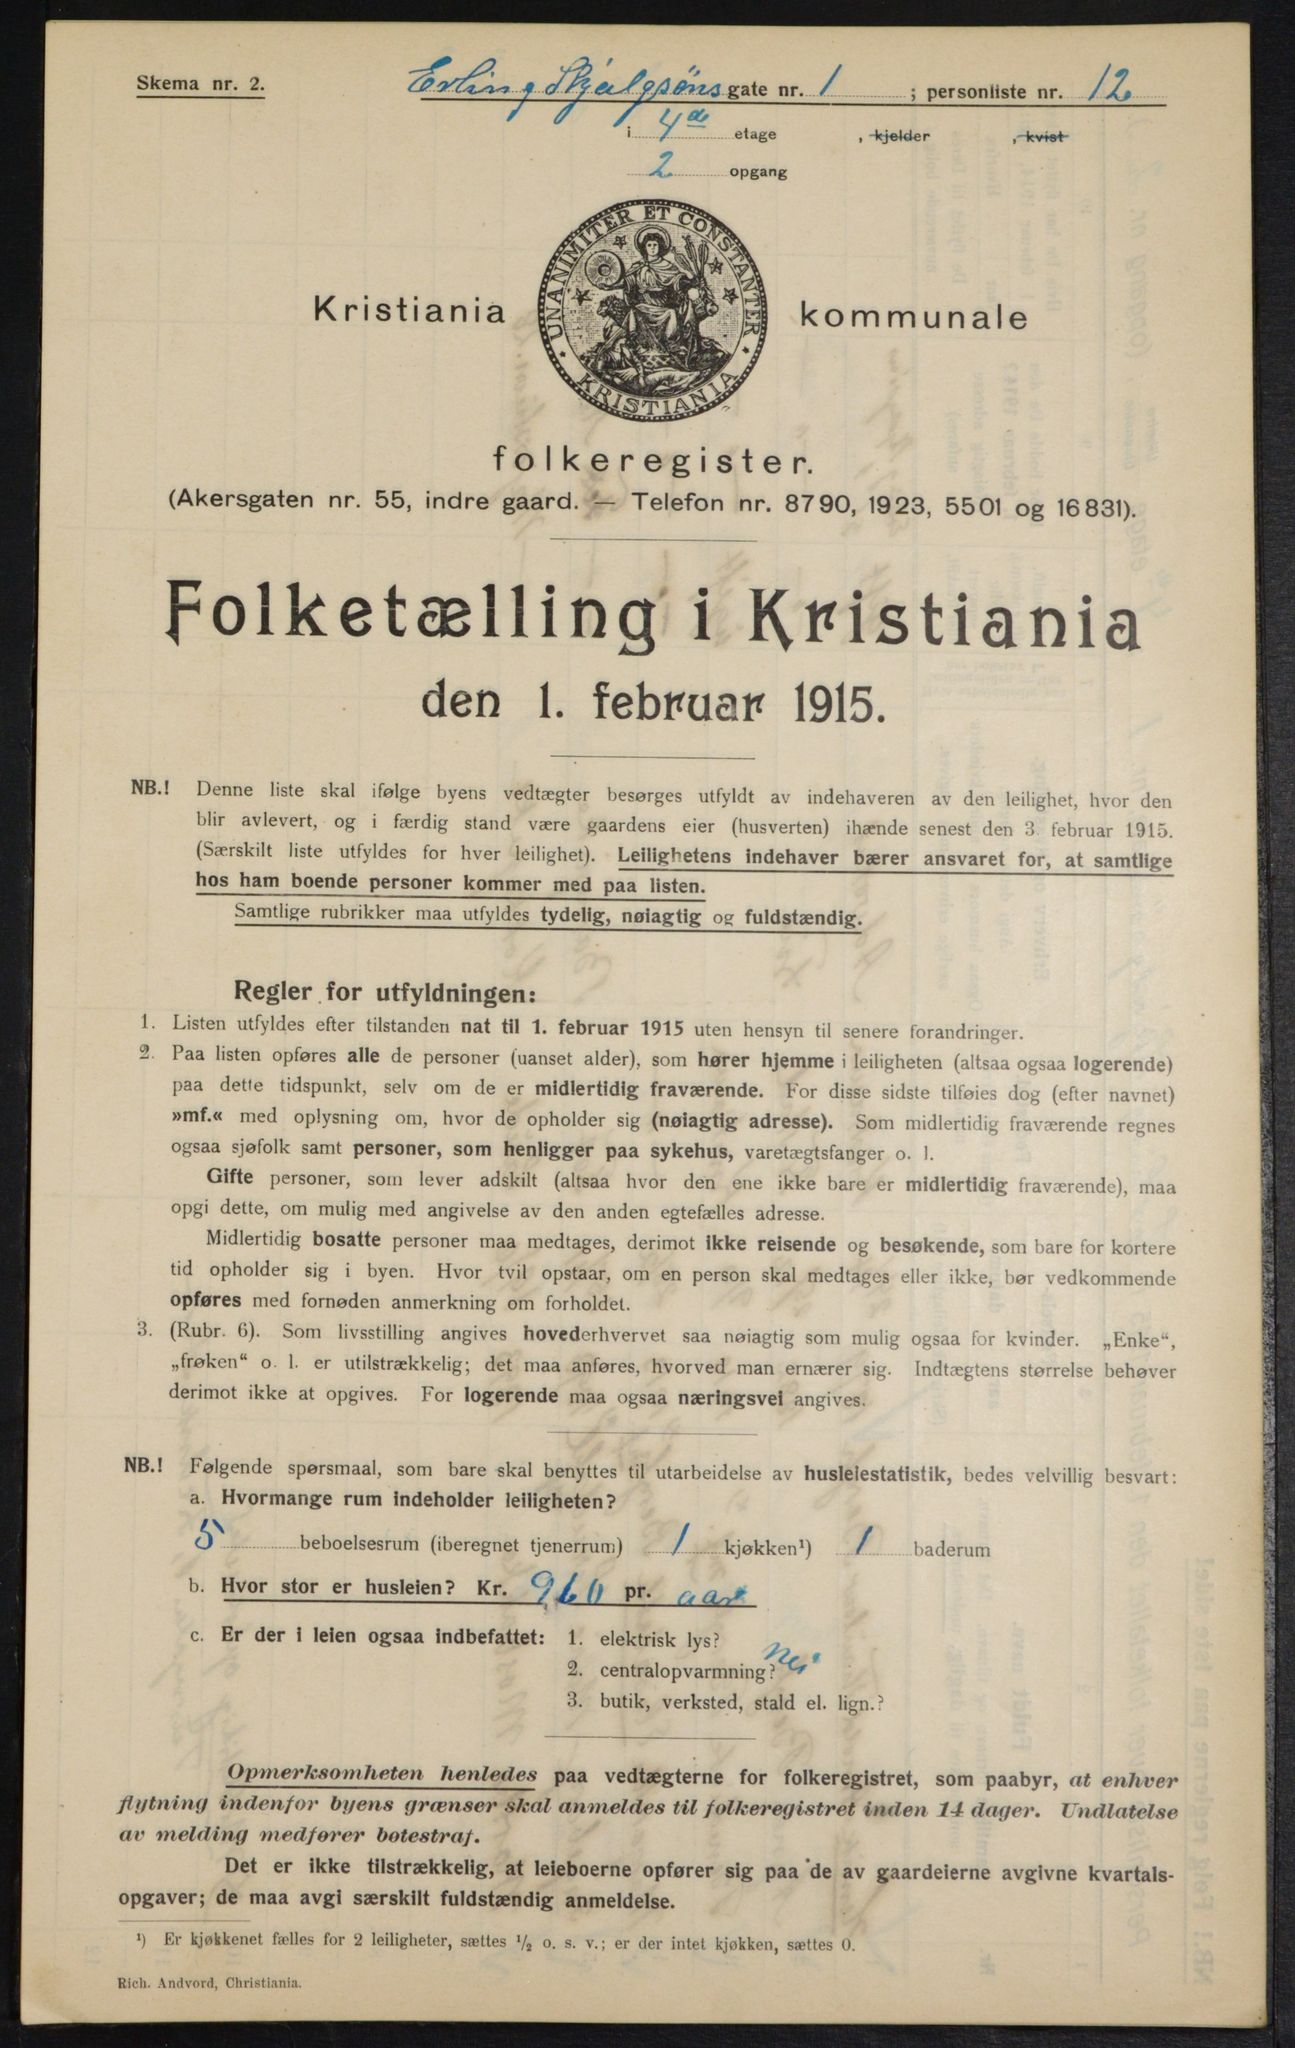 Skema nr. 2.
Erling Skjalgsöns gate nr. 1 ; personliste nr. 12
i 4de etage , kjelder , kvist
2 opgang
UNANIMITER ET CONSTANTER
KRISTIANIA
Kristiania kommunale
folkeregister.
(Akersgaten nr. 55, indre gaard. — Telefon nr. 8790, 1923, 5501 og 16831).
Folketælling i Kristiania
den 1. februar 1915.
NB.! Denne liste skal ifølge byens vedtægter besørges utfyldt av indehaveren av den leilighet, hvor den
blir avlevert, og i færdig stand være gaardens eier (husverten) ihænde senest den 3. februar 1915.
(Særskilt liste utfyldes for hver leilighet). Leilighetens indehaver bærer ansvaret for, at samtlige
hos ham boende personer kommer med paa listen.
Samtlige rubrikker maa utfyldes tydelig, nøiagtig og fuldstændig.
Regler for utfyldningen:
1. Listen utfyldes efter tilstanden nat til 1. februar 1915 uten hensyn til senere forandringer.
2. Paa listen opføres alle de personer (uanset alder), som hører hjemme i leiligheten (altsaa ogsaa logerende)
paa dette tidspunkt, selv om de er midlertidig fraværende. For disse sidste tilføies dog (efter navnet)
»mf.« med oplysning om, hvor de opholder sig (nøiagtig adresse). Som midlertidig fraværende regnes
ogsaa sjøfolk samt personer, som henligger paa sykehus, varetægtsfanger o. l.
Gifte personer, som lever adskilt (altsaa hvor den ene ikke bare er midlertidig fraværende), maa
opgi dette, om mulig med angivelse av den anden egtefælles adresse.
Midlertidig bosatte personer maa medtages, derimot ikke reisende og besøkende, som bare for kortere
tid opholder sig i byen. Hvor tvil opstaar, om en person skal medtages eller ikke, bør vedkommende
opføres med fornøden anmerkning om forholdet.
3. (Rubr. 6). Som livsstilling angives hovederhvervet saa nøiagtig som mulig ogsaa for kvinder. „Enke“,
„frøken“ o. l. er utilstrækkelig; det maa anføres, hvorved man ernærer sig. Indtægtens størrelse behøver
derimot ikke at opgives. For logerende maa ogsaa næringsvei angives.
NB.! Følgende spørsmaal, som bare skal benyttes til utarbeidelse av husleiestatistik, bedes velvillig besvart:
a. Hvormange rum indeholder leiligheten?
5 beboelsesrum (iberegnet tjenerrum) 1 kjøkken¹) 1 baderum
b. Hvor stor er husleien? Kr. 960 pr. aar
c. Er der i leien ogsaa indbefattet: 1. elektrisk lys?
2. centralopvarmning? Nei
3. butik, verksted, stald el. lign.?
Opmerksomheten henledes paa vedtægterne for folkeregistret, som paabyr, at enhver
flytning indenfor byens grænser skal anmeldes til folkeregistret inden 14 dager. Undlatelse
av melding medfører bøtestraf.
Det er ikke tilstrækkelig, at leieboerne opfører sig paa de av gaardeierne avgivne kvartals-
opgaver; de maa avgi særskilt fuldstændig anmeldelse.
¹) Er kjøkkenet fælles for 2 leiligheter, sættes ½ o. s. v.; er der intet kjøkken, sættes 0.
Rich. Andvord, Christiania.